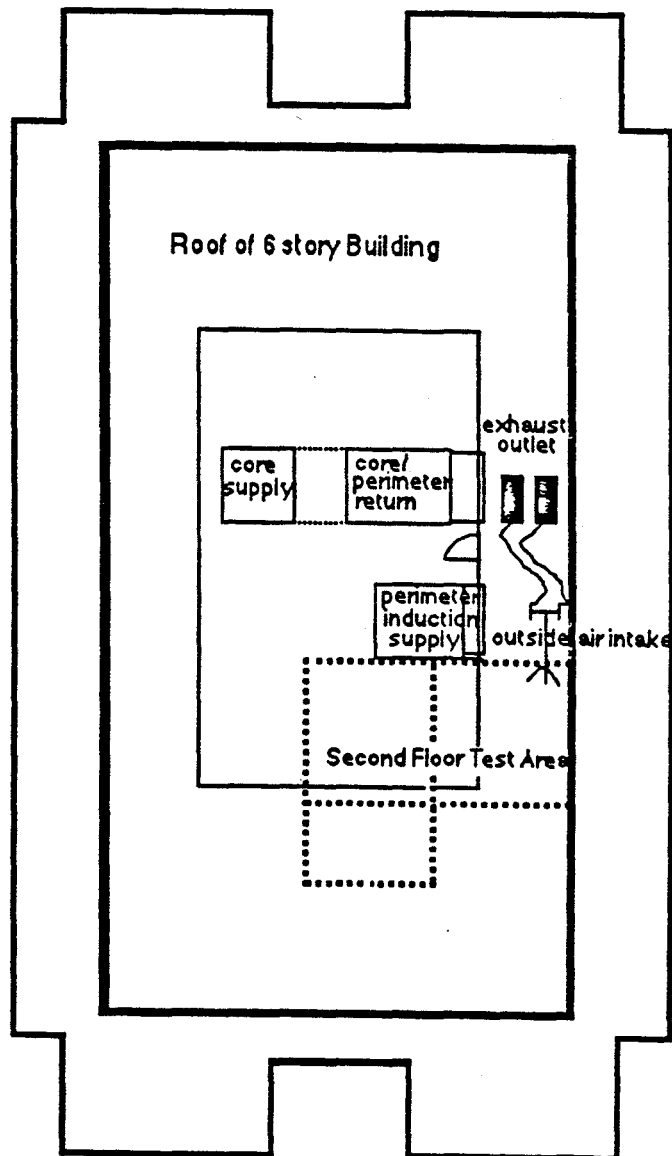 Roof of 6 story Building
exhaust
outlet
core
supply
core/
perimeter
return
perimeter
induction
supply
outside air intake
Second Floor Test Area